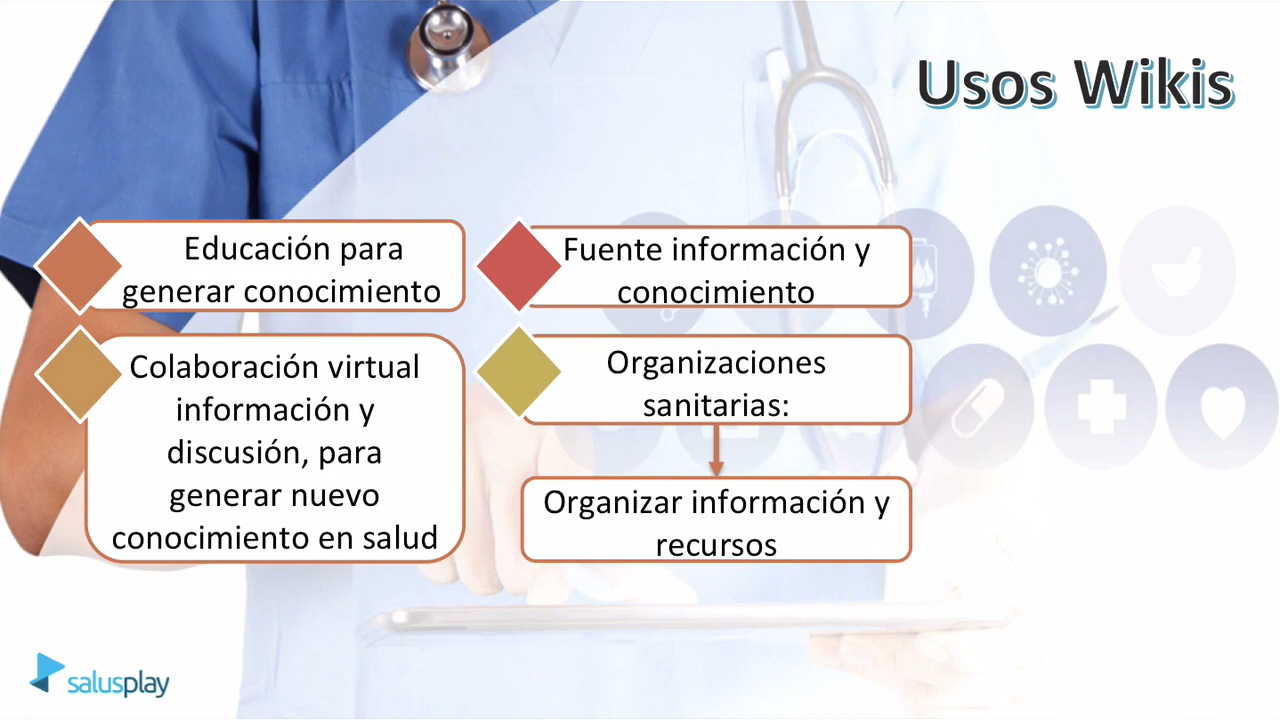 Usos Wikis
Educación para
generar conocimiento
Colaboración virtual
información y
discusión, para
generar nuevo
conocimiento en salud
Fuente información y
conocimiento
Organizaciones
sanitarias:
Organizar información y
recursos
salusplay